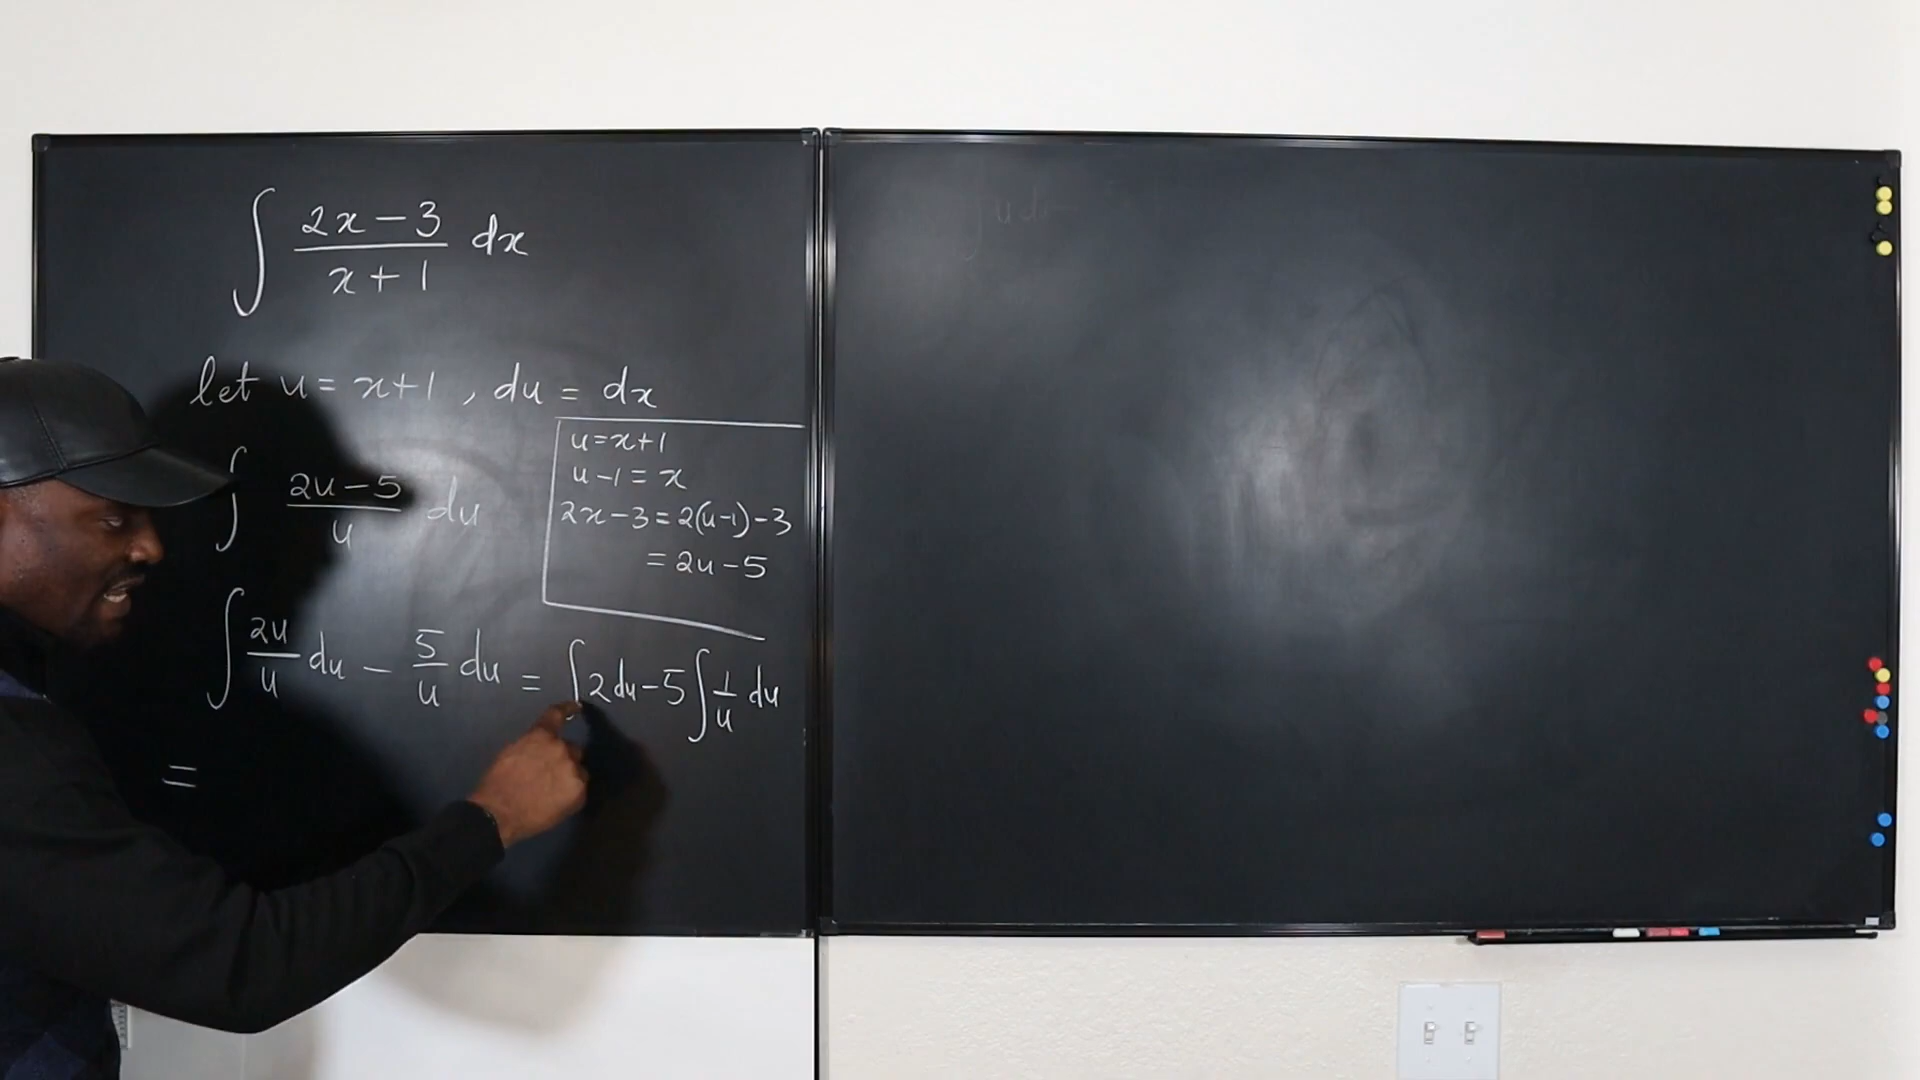 ∫ (2x-3)/(x+1) dx
let u = x+1, du = dx
∫ (2u-5)/u du
u=x+1
u-1=x
2x-3=2(u-1)-3
=2u-5
∫ 2u/u du - 5/u du = ∫2du-5∫1/u du
=
u du